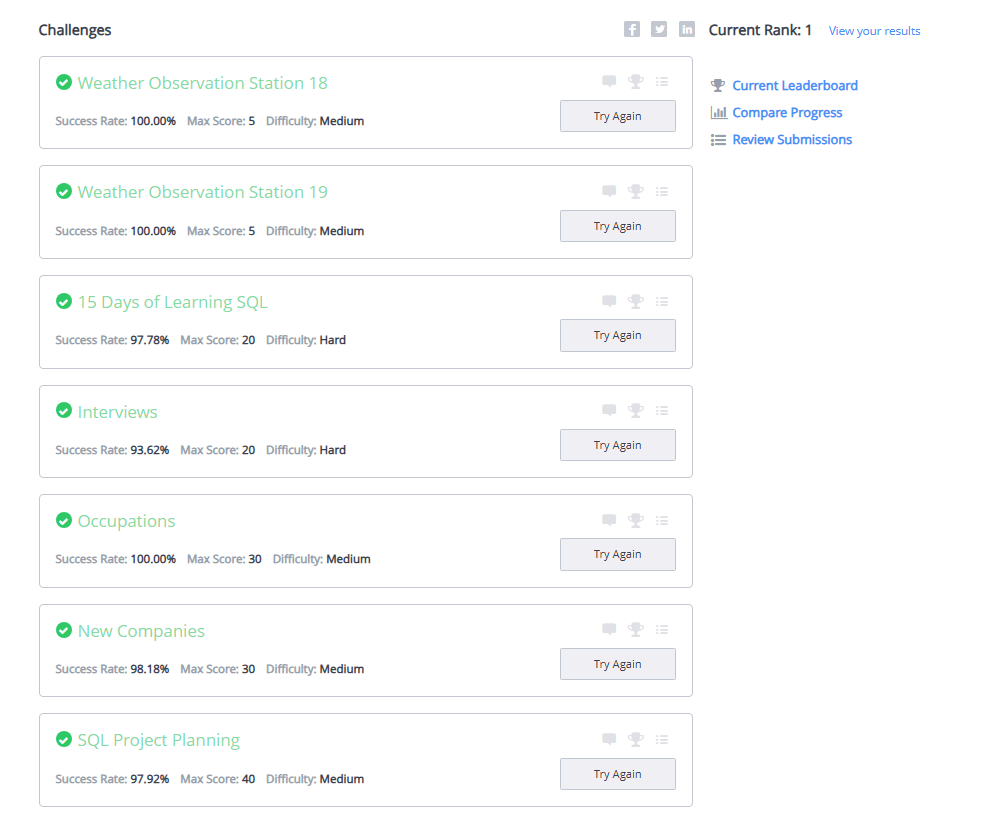 Challenges
Current Rank: 1 View your results
Weather Observation Station 18
Success Rate: 100.00% Max Score: 5 Difficulty: Medium
Try Again
Current Leaderboard
Compare Progress
Review Submissions
Weather Observation Station 19
Success Rate: 100.00% Max Score: 5 Difficulty: Medium
Try Again
15 Days of Learning SQL
Success Rate: 97.78% Max Score: 20 Difficulty: Hard
Try Again
Interviews
Success Rate: 93.62% Max Score: 20 Difficulty: Hard
Try Again
Occupations
Success Rate: 100.00% Max Score: 30 Difficulty: Medium
Try Again
New Companies
Success Rate: 98.18% Max Score: 30 Difficulty: Medium
Try Again
SQL Project Planning
Success Rate: 97.92% Max Score: 40 Difficulty: Medium
Try Again